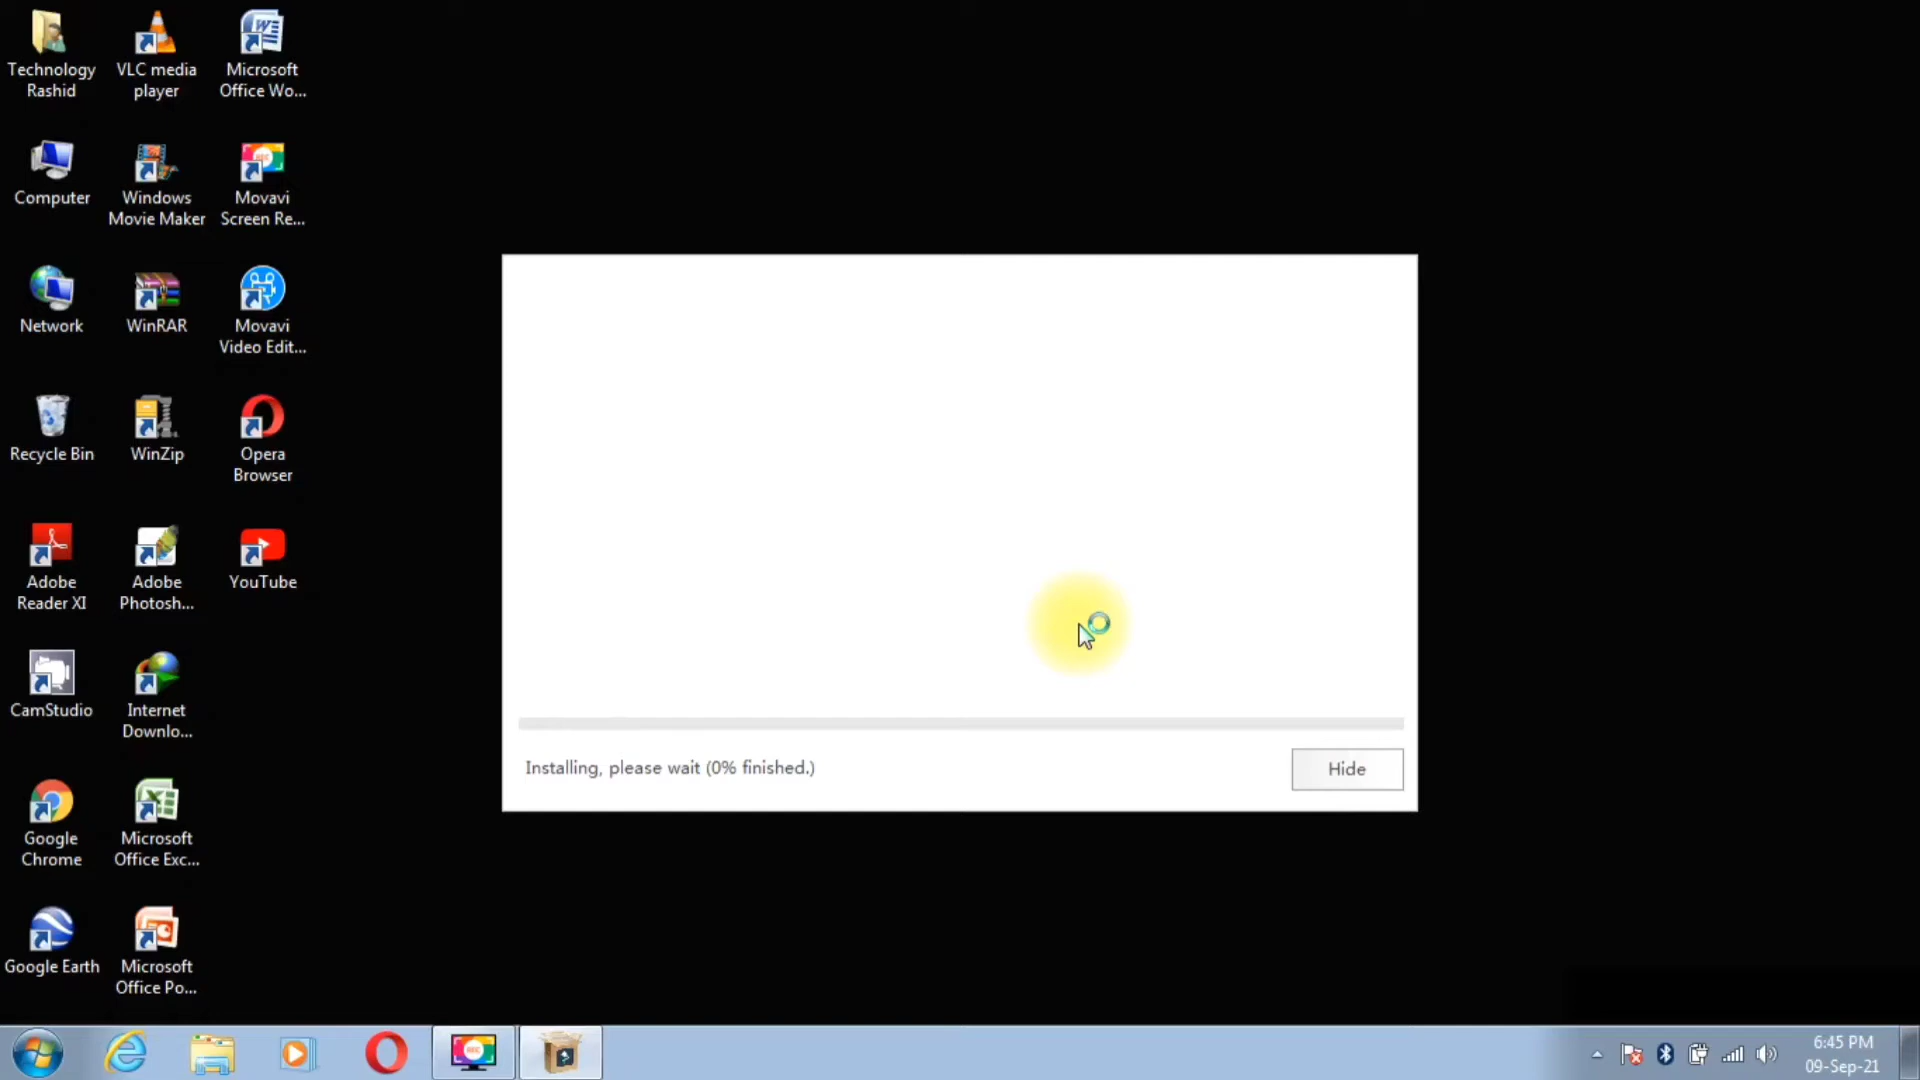 Technology
Rashid
VLC media
player
Microsoft
Office Wo...
Computer
Windows
Movie Maker
Movavi
Screen Re...
Network
WinRAR
Movavi
Video Edit...
Recycle Bin
WinZip
Opera
Browser
Adobe
Reader XI
Adobe
Photosh...
YouTube
CamStudio
Internet
Downlo...
Google
Chrome
Microsoft
Office Exc...
Google Earth
Microsoft
Office Po...
Installing, please wait (0% finished.)
Hide
6:45 PM
09-Sep-21